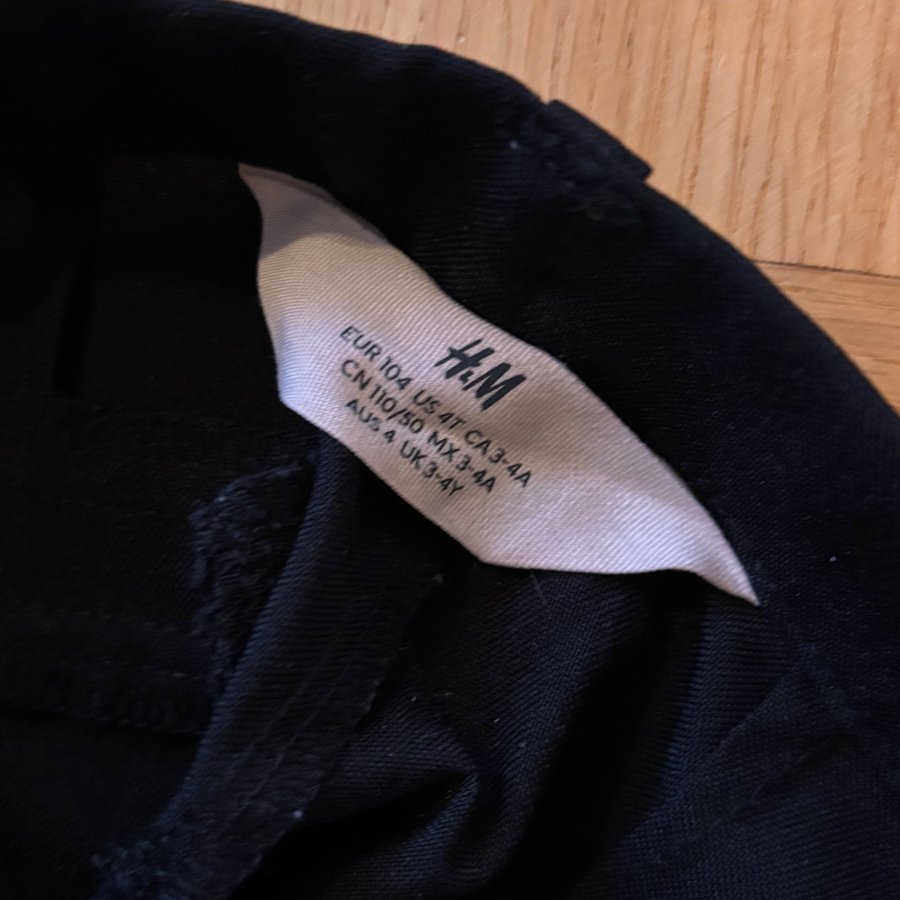 H&M
EUR 104 US 4T CA 3-4A
CN 110/50 MX 3-4A
AUS 4 UK 3-4Y